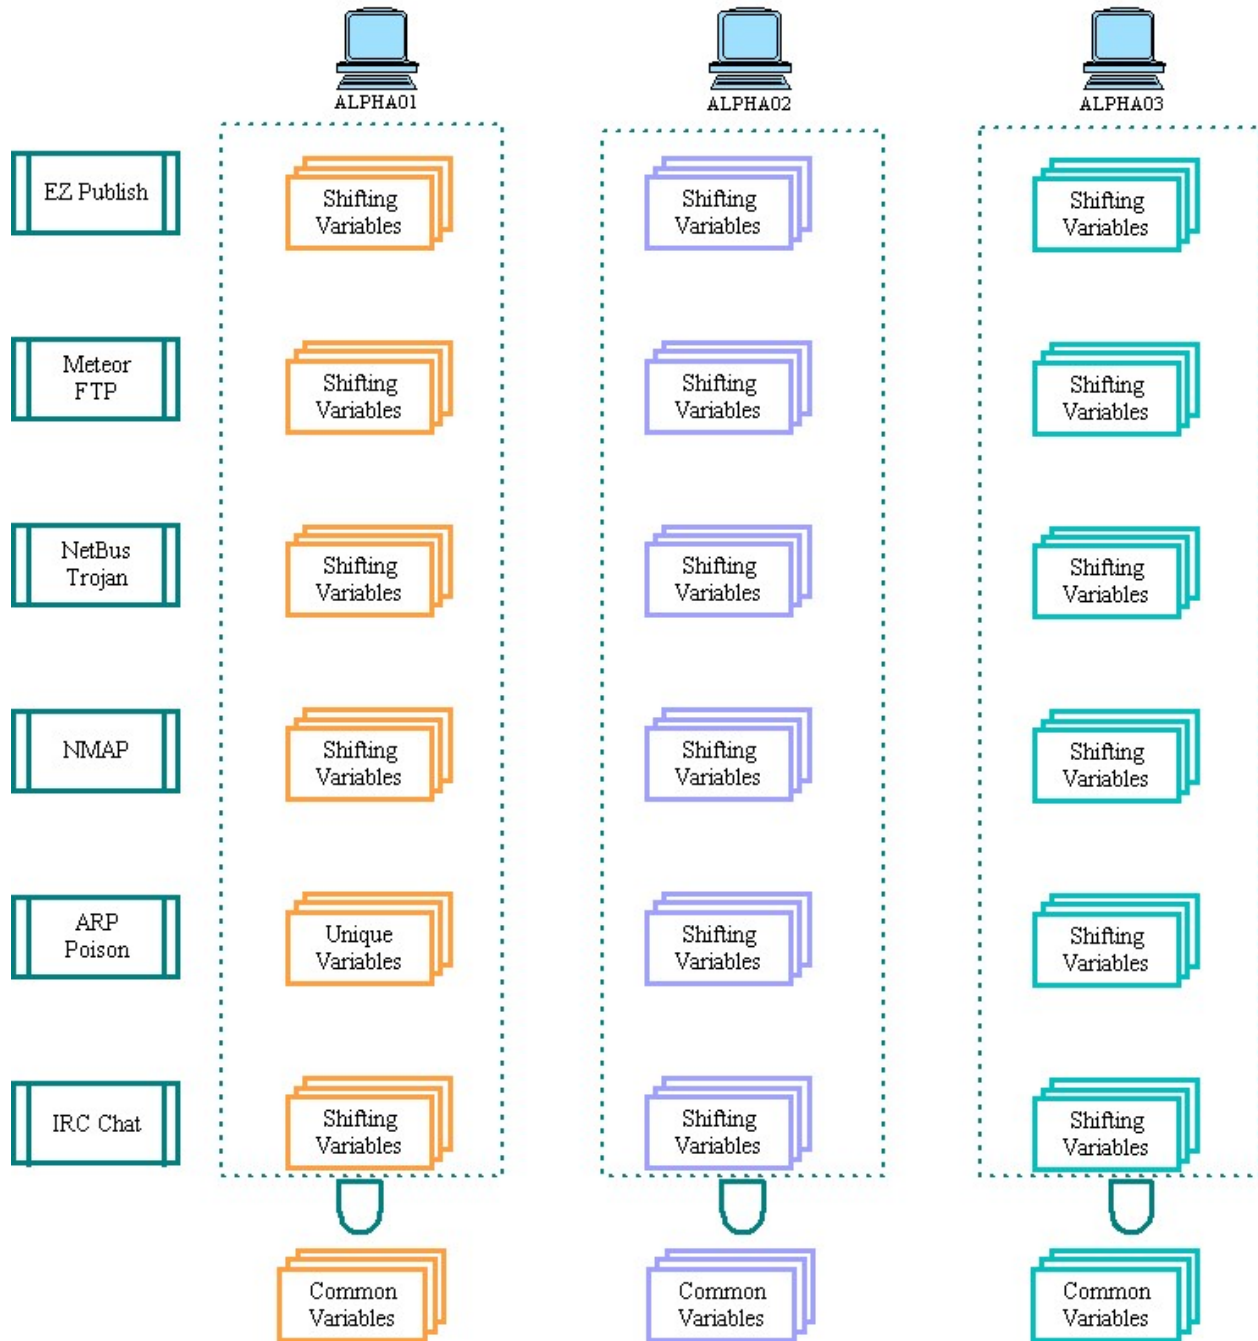 ALPHA01
ALPHA02
ALPHA03
EZ Publish
Shifting
Variables
Shifting
Variables
Shifting
Variables
Meteor
FTP
Shifting
Variables
Shifting
Variables
Shifting
Variables
NetBus
Trojan
Shifting
Variables
Shifting
Variables
Shifting
Variables
NMAP
Shifting
Variables
Shifting
Variables
Shifting
Variables
ARP
Poison
Unique
Variables
Shifting
Variables
Shifting
Variables
IRC Chat
Shifting
Variables
Shifting
Variables
Shifting
Variables
Common
Variables
Common
Variables
Common
Variables